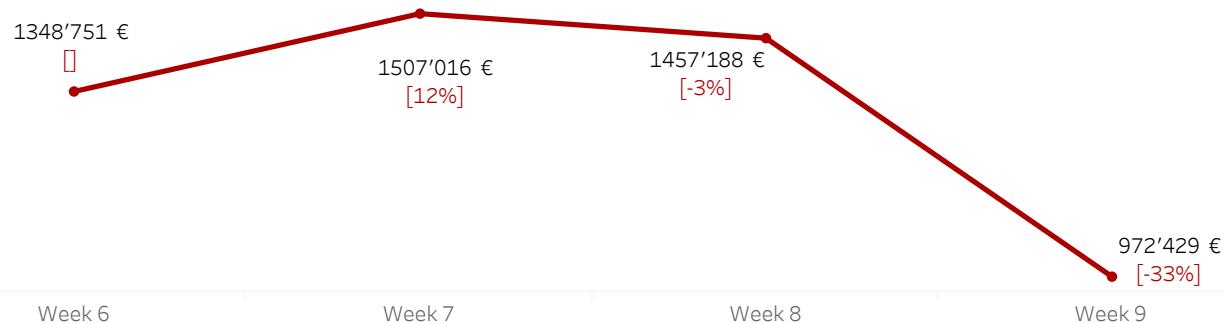 1348’751 €
[]
1507’016 €
[12%]
1457’188 €
[-3%]
972’429 €
[-33%]
Week 6
Week 7
Week 8
Week 9